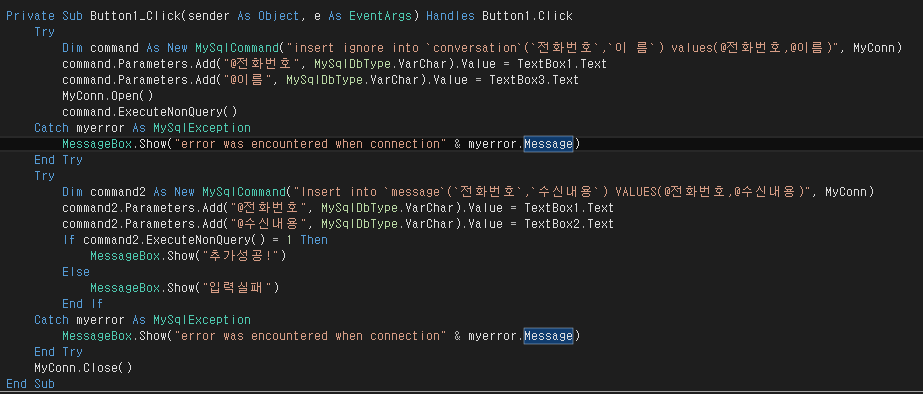 Private Sub Button1_Click(sender As Object, e As EventArgs) Handles Button1.Click
    Try
        Dim command As New MySqlCommand("insert ignore into `conversation`(`전화번호`,`이 름`) values(@전화번호,@이름)", MyConn)
        command.Parameters.Add("@전화번호", MySqlDbType.VarChar).Value = TextBox1.Text
        command.Parameters.Add("@이름", MySqlDbType.VarChar).Value = TextBox3.Text
        MyConn.Open()
        command.ExecuteNonQuery()
    Catch myerror As MySqlException
        MessageBox.Show("error was encountered when connection" & myerror.Message)
    End Try
    Try
        Dim command2 As New MySqlCommand("Insert into `message`(`전화번호`,`수신내용`) VALUES(@전화번호,@수신내용)", MyConn)
        command2.Parameters.Add("@전화번호", MySqlDbType.VarChar).Value = TextBox1.Text
        command2.Parameters.Add("@수신내용", MySqlDbType.VarChar).Value = TextBox2.Text
        If command2.ExecuteNonQuery() = 1 Then
            MessageBox.Show("추가성공!")
        Else
            MessageBox.Show("입력실패")
        End If
    Catch myerror As MySqlException
        MessageBox.Show("error was encountered when connection" & myerror.Message)
    End Try
    MyConn.Close()
End Sub